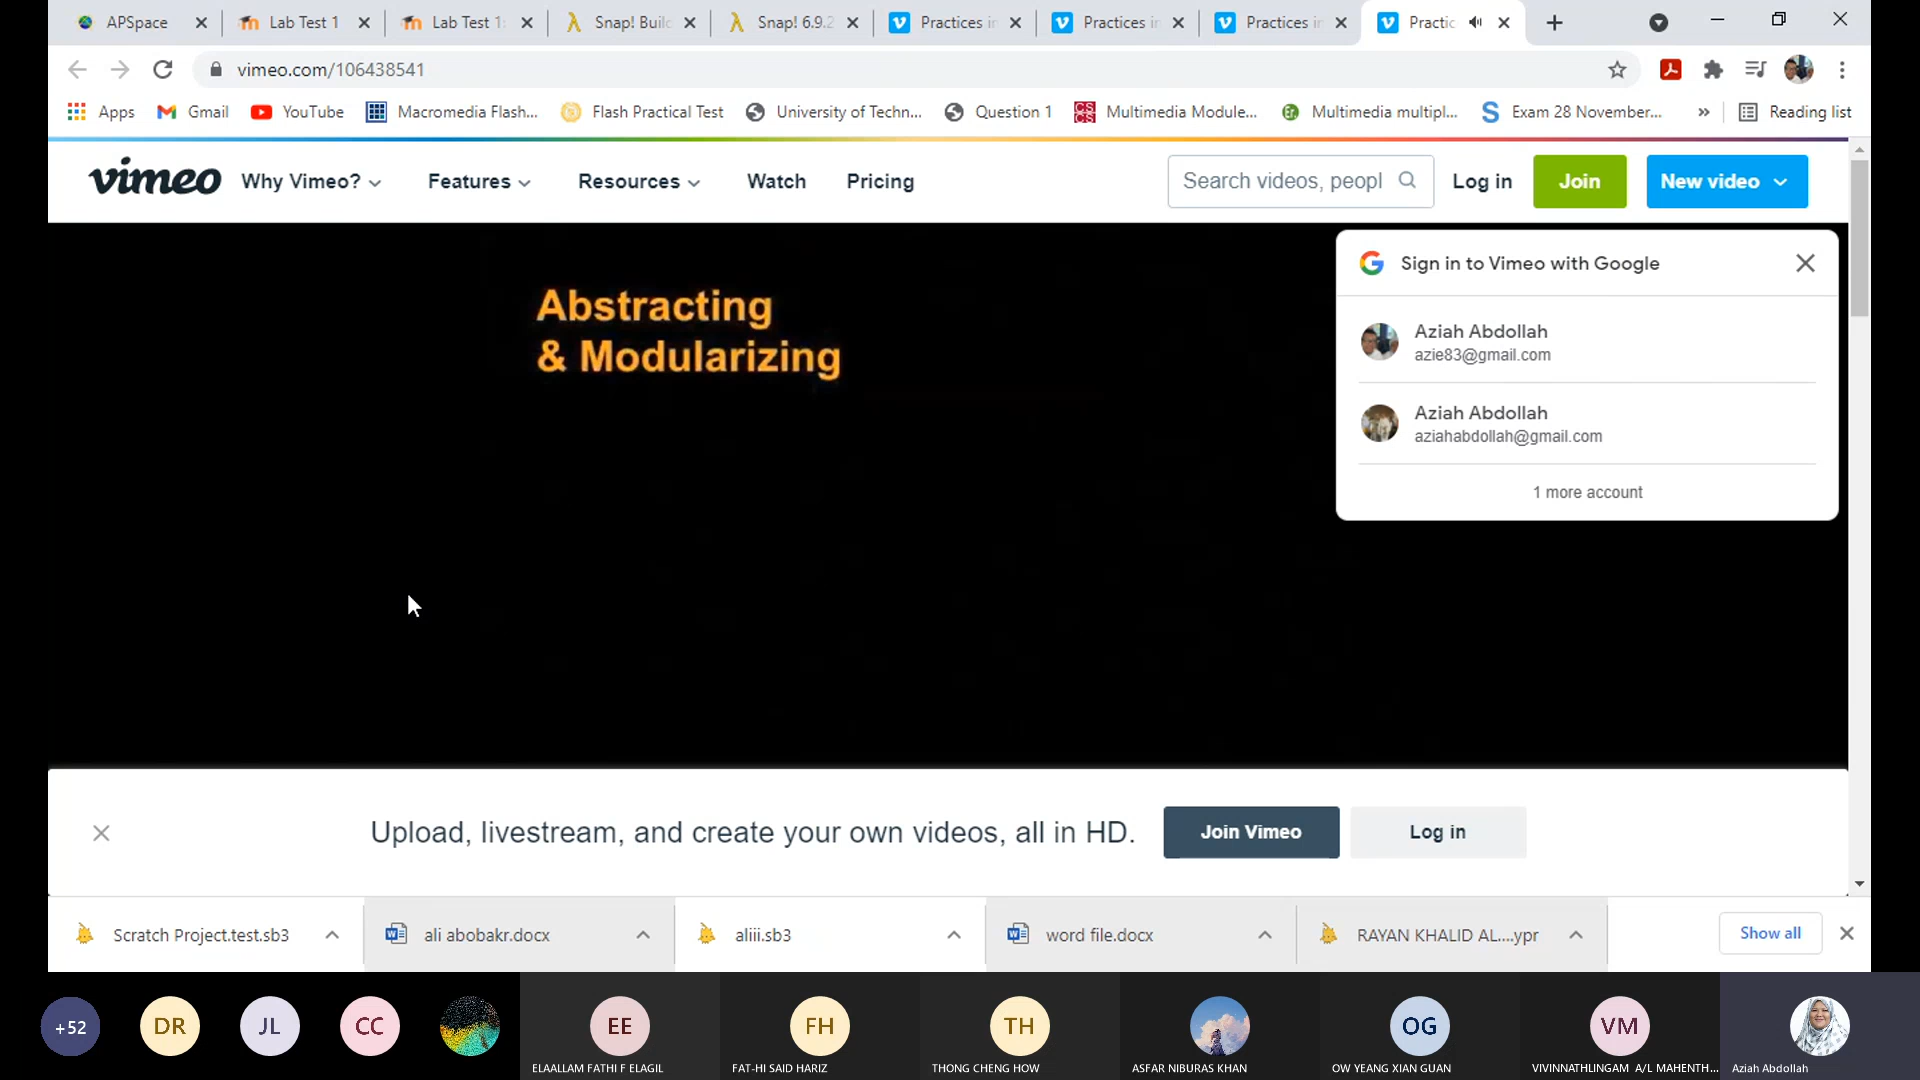 APSpace
Lab Test 1
Lab Test 1:
Snap! Buil
Snap! 6.9.2
Practices in
Practices in
Practices in
Practic
vimeo.com/106438541
Apps
Gmail
YouTube
Macromedia Flash...
Flash Practical Test
University of Techn...
Question 1
Multimedia Module...
Multimedia multipl...
Exam 28 November...
»
Reading list
vimeo
Why Vimeo?
Features
Resources
Watch
Pricing
Search videos, peopl
Log in
Join
New video
Abstracting
& Modularizing
Sign in to Vimeo with Google
Aziah Abdollah
azie83@gmail.com
Aziah Abdollah
aziahabdollah@gmail.com
1 more account
Upload, livestream, and create your own videos, all in HD.
Join Vimeo
Log in
Scratch Project.test.sb3
ali abobakr.docx
aliii.sb3
word file.docx
RAYAN KHALID AL....ypr
Show all
+52
DR
JL
CC
EE
ELAALLAM FATHI F ELAGIL
FH
FAT-HI SAID HARIZ
TH
THONG CHENG HOW
ASFAR NIBURAS KHAN
OG
OW YEANG XIAN GUAN
VM
VIVINNATHLINGAM A/L MAHENTH...
Aziah Abdollah